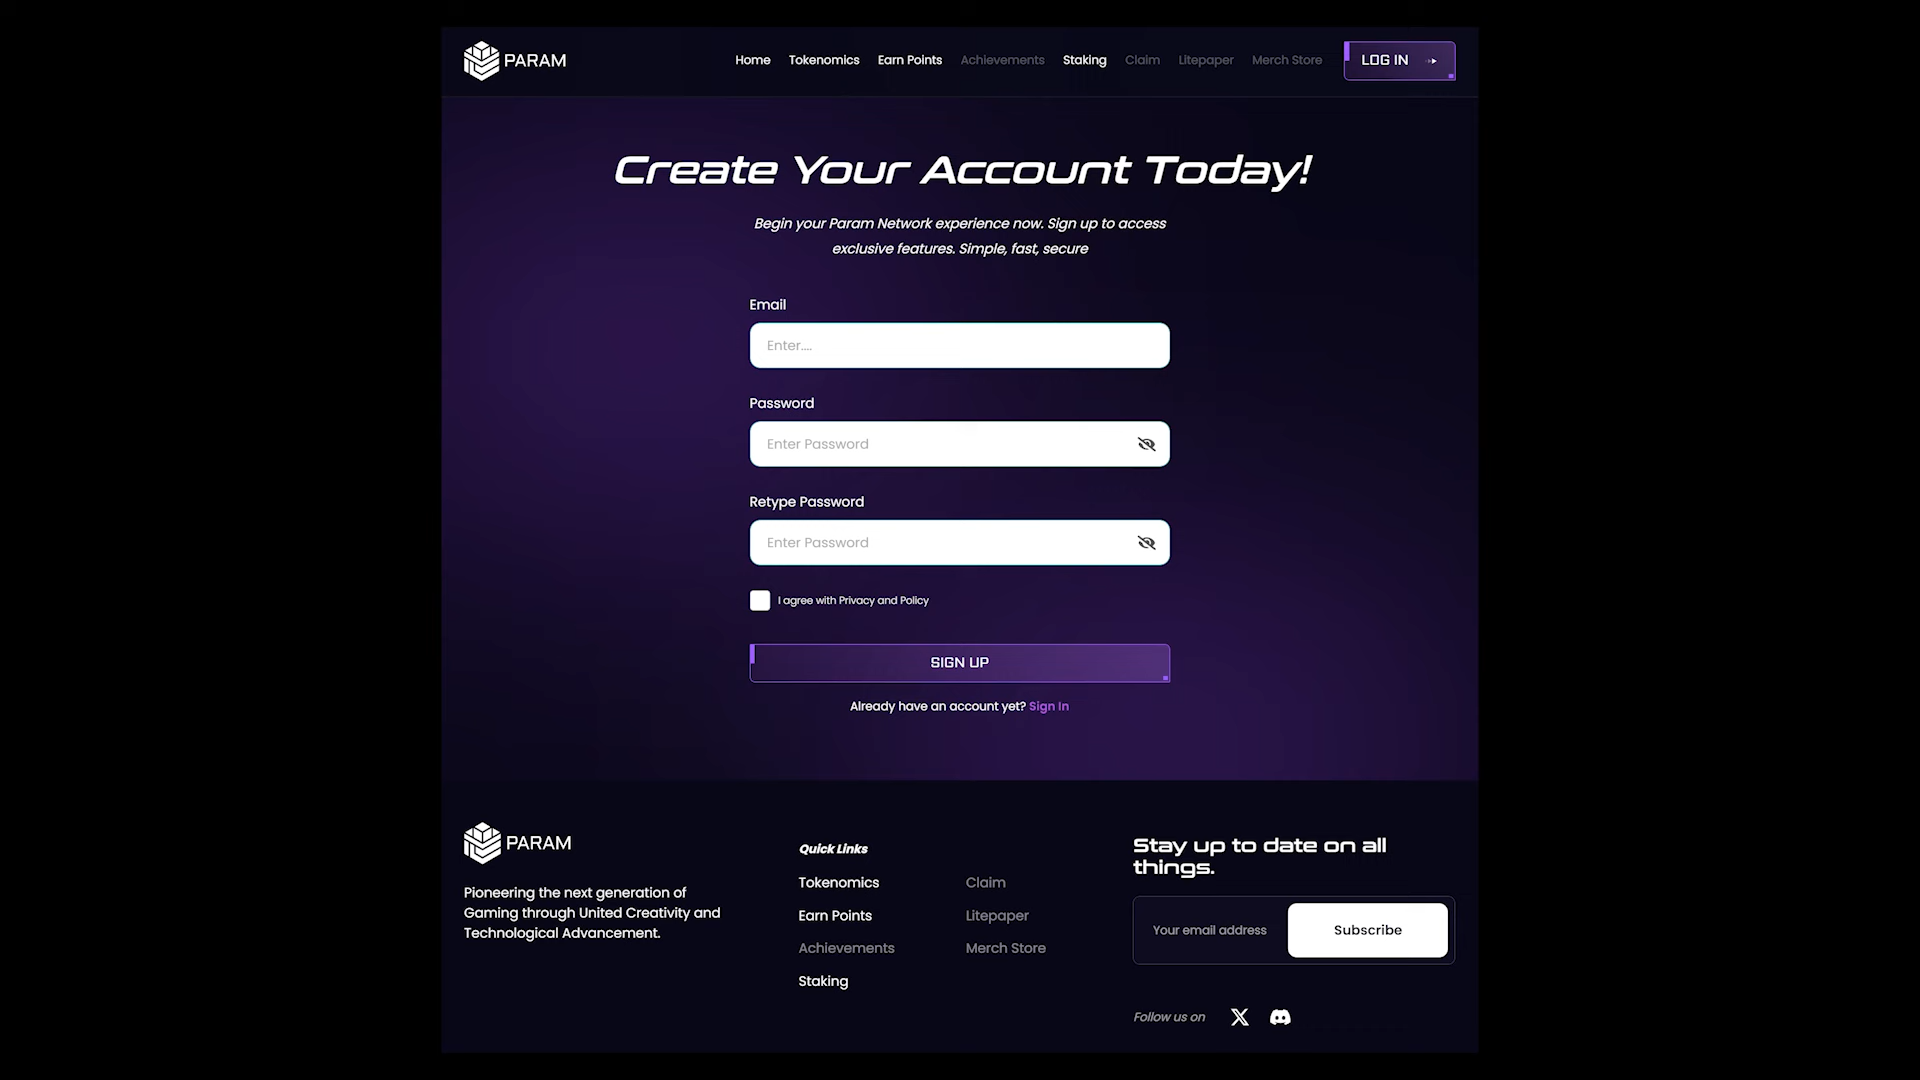 PARAM
Home Tokenomics Earn Points Achievements Staking Claim Litepaper Merch Store LOG IN
Create Your Account Today!
Begin your Param Network experience now. Sign up to access
exclusive features. Simple, fast, secure
Email
Enter....
Password
Enter Password
Retype Password
Enter Password
I agree with Privacy and Policy
SIGN UP
Already have an account yet? Sign In
PARAM
Pioneering the next generation of
Gaming through United Creativity and
Technological Advancement.
Quick Links
Tokenomics
Earn Points
Achievements
Staking
Claim
Litepaper
Merch Store
Stay up to date on all
things.
Your email address
Subscribe
Follow us on